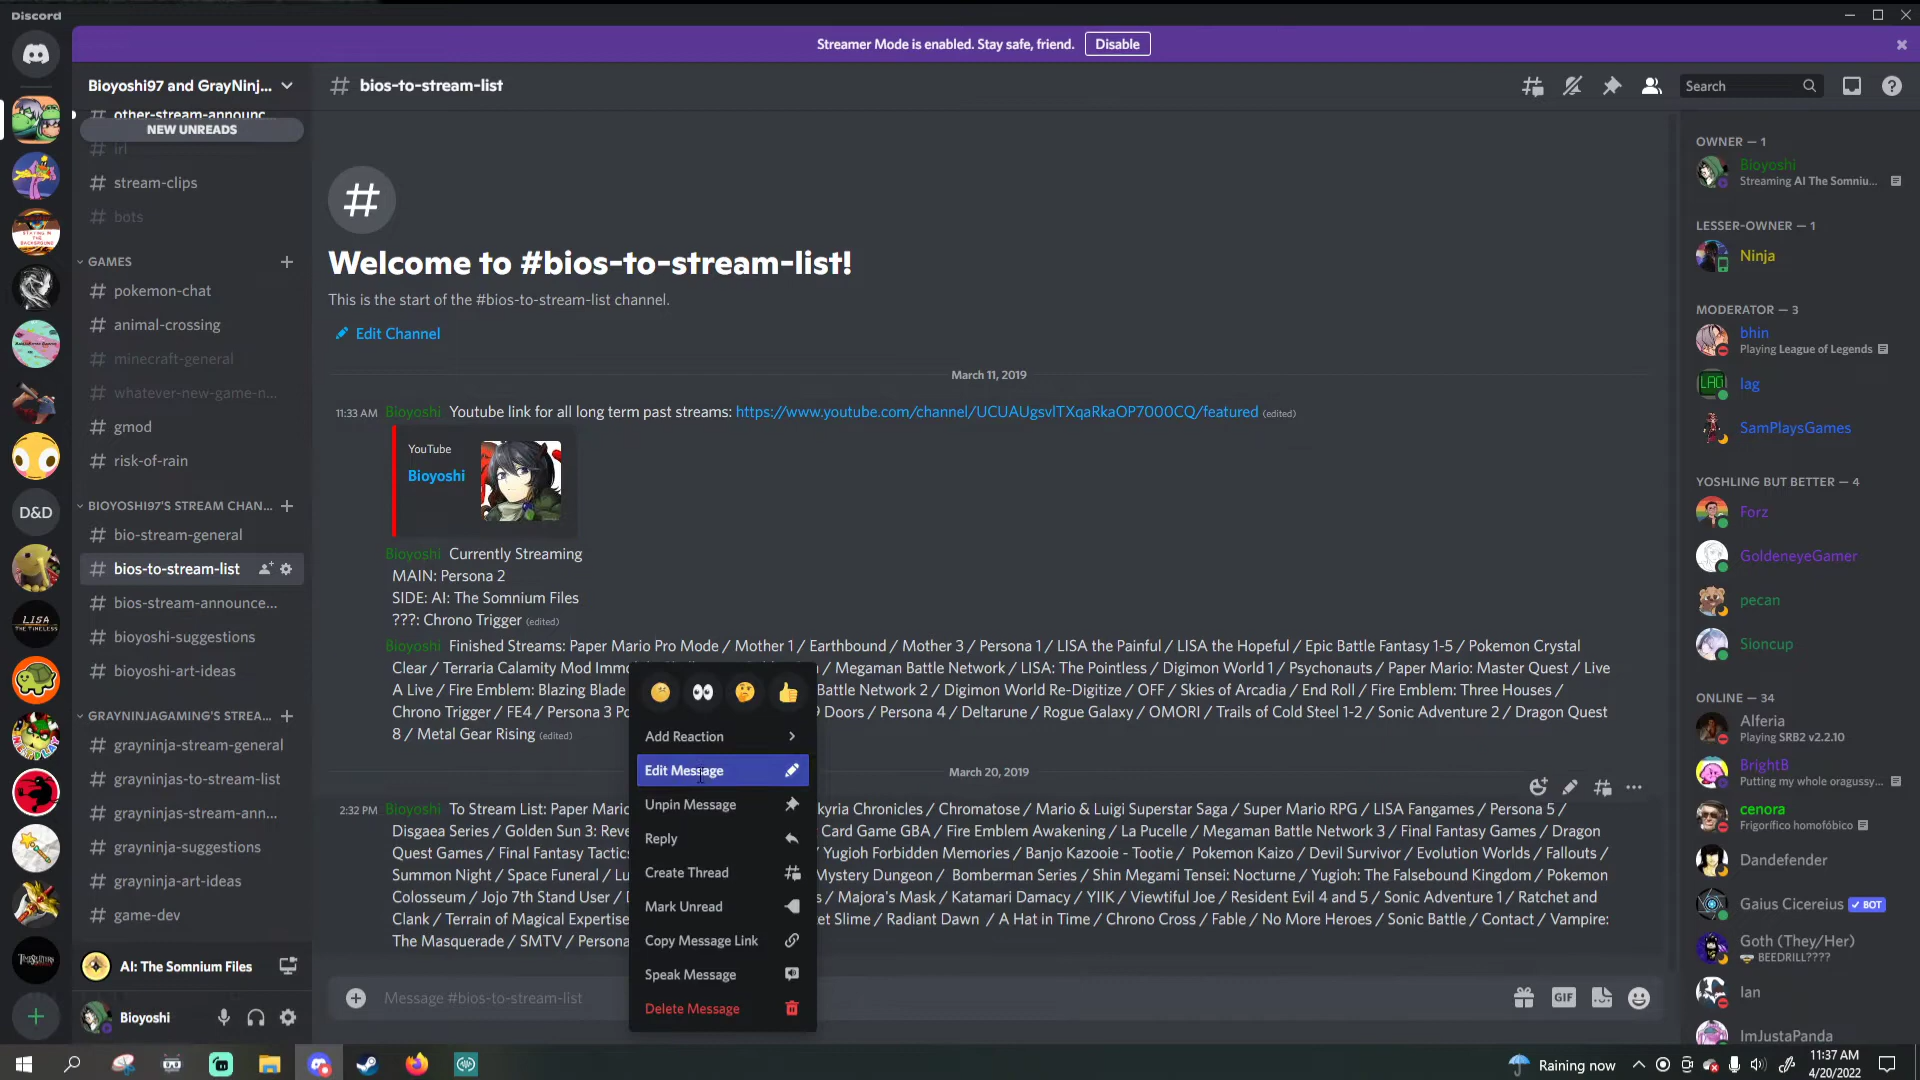 Discord
Streamer Mode is enabled. Stay safe, friend.
Disable
Bioyoshi97 and GrayNinj...
other-stream-announc
NEW UNREADS
irl
stream-clips
bots
GAMES
pokemon-chat
animal-crossing
minecraft-general
whatever-new-game-n...
gmod
risk-of-rain
BIOYOSHI97'S STREAM CHAN...
bio-stream-general
bios-to-stream-list
bios-stream-announce...
bioyoshi-suggestions
bioyoshi-art-ideas
GRAYNINJAGAMING'S STREA...
grayninja-stream-general
grayninjas-to-stream-list
grayninjas-stream-ann...
grayninja-suggestions
grayninja-art-ideas
game-dev
AI: The Somnium Files
Bioyoshi
D&D
LISA
THE TIMELESS
bios-to-stream-list
Search
Welcome to #bios-to-stream-list!
This is the start of the #bios-to-stream-list channel.
Edit Channel
March 11, 2019
11:33 AM Bioyoshi Youtube link for all long term past streams: https://www.youtube.com/channel/UCUAUgsvlTXqaRkaOP7000CQ/featured (edited)
YouTube
Bioyoshi
Bioyoshi Currently Streaming
MAIN: Persona 2
SIDE: AI: The Somnium Files
???: Chrono Trigger (edited)
Bioyoshi Finished Streams: Paper Mario Pro Mode / Mother 1 / Earthbound / Mother 3 / Persona 1 / LISA the Painful / LISA the Hopeful / Epic Battle Fantasy 1-5 / Pokemon Crystal
Clear / Terraria Calamity Mod / Megaman Battle Network / LISA: The Pointless / Digimon World 1 / Psychonauts / Paper Mario: Master Quest / Live
A Live / Fire Emblem: Blazing Blade Battle Network 2 / Digimon World Re-Digitize / OFF / Skies of Arcadia / End Roll / Fire Emblem: Three Houses /
Chrono Trigger / FE4 / Persona 3 Doors / Persona 4 / Deltarune / Rogue Galaxy / OMORI / Trails of Cold Steel 1-2 / Sonic Adventure 2 / Dragon Quest
8 / Metal Gear Rising (edited)
March 20, 2019
2:32 PM Bioyoshi To Stream List: Paper Mario Chronicles / Chromatose / Mario & Luigi Superstar Saga / Super Mario RPG / LISA Fangames / Persona 5 /
Disgaea Series / Golden Sun 3: Card Game GBA / Fire Emblem Awakening / La Pucelle / Megaman Battle Network 3 / Final Fantasy Games / Dragon
Quest Games / Final Fantasy Tactics Yugioh Forbidden Memories / Banjo Kazooie - Tootie / Pokemon Kaizo / Devil Survivor / Evolution Worlds / Fallouts /
Summon Night / Space Funeral / Mystery Dungeon / Bomberman Series / Shin Megami Tensei: Nocturne / Yugioh: The Falsebound Kingdom / Pokemon
Colosseum / Jojo 7th Stand User / / Majora's Mask / Katamari Damacy / YIIK / Viewtiful Joe / Resident Evil 4 and 5 / Sonic Adventure 1 / Ratchet and
Clank / Terrain of Magical Expertise Slime / Radiant Dawn / A Hat in Time / Chrono Cross / Fable / No More Heroes / Sonic Battle / Contact / Vampire:
The Masquerade / SMTV / Persona
Add Reaction
Edit Message
Unpin Message
Reply
Create Thread
Mark Unread
Copy Message Link
Speak Message
Delete Message
Message #bios-to-stream-list
GIF
OWNER — 1
Bioyoshi
Streaming AI The Somniu...
LESSER-OWNER — 1
Ninja
MODERATOR — 3
bhin
Playing League of Legends
LAG
lag
SamPlaysGames
YOSHLING BUT BETTER — 4
Forz
GoldeneyeGamer
pecan
Sloncup
ONLINE — 34
Alferia
Playing SRB2 v2.2.10
BrightB
Putting my whole oragussy...
cenora
Frigorífico homofóbico
Dandefender
Gaius Cicereius
BOT
Goth (They/Her)
BEEDRILL????
Ian
ImJustaPanda
Raining now
11:37 AM
4/20/2022